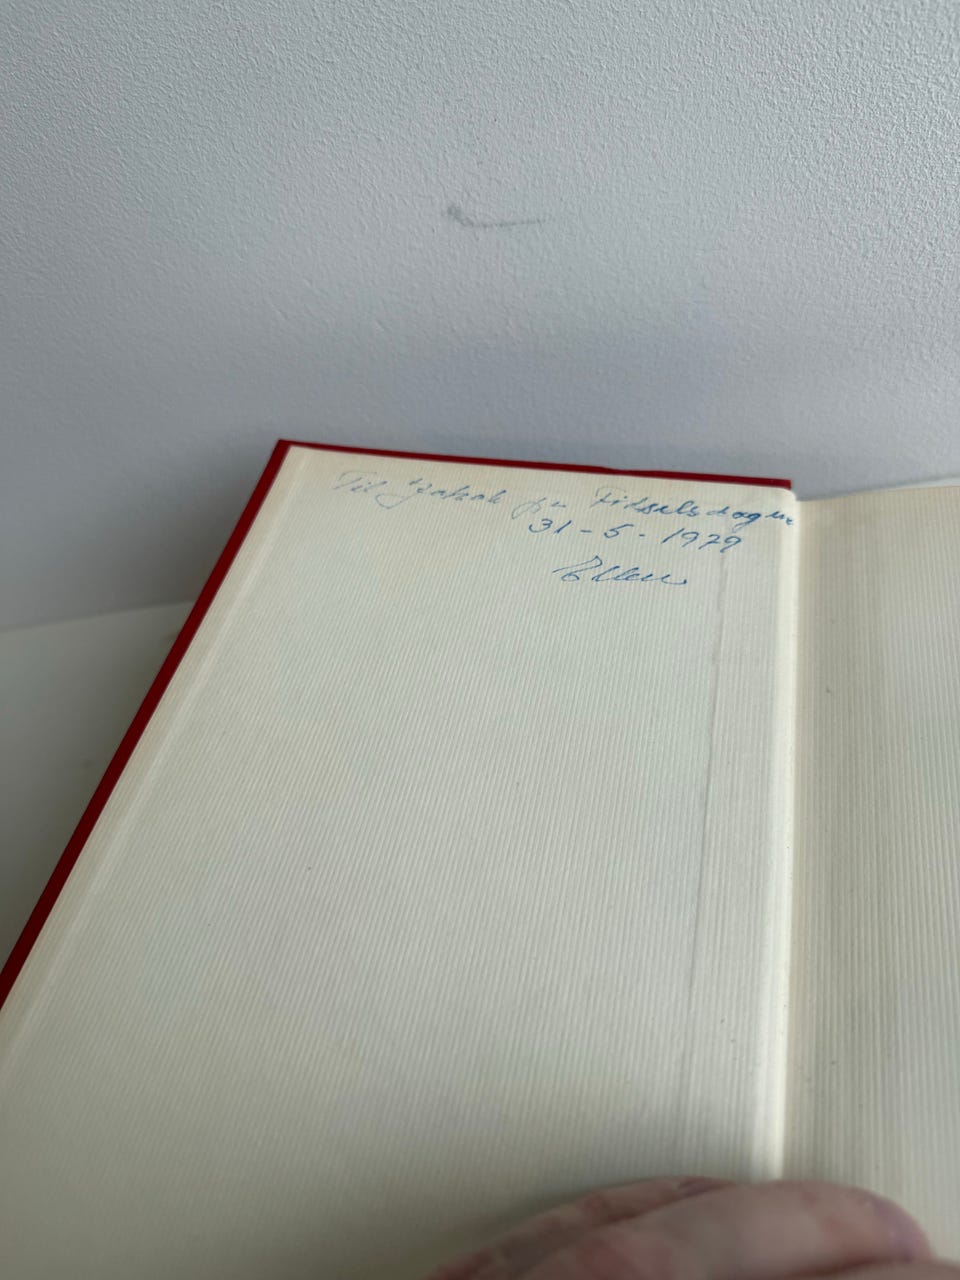 Til Jakob på Fødselsdagen
31-5-1979
Ellen